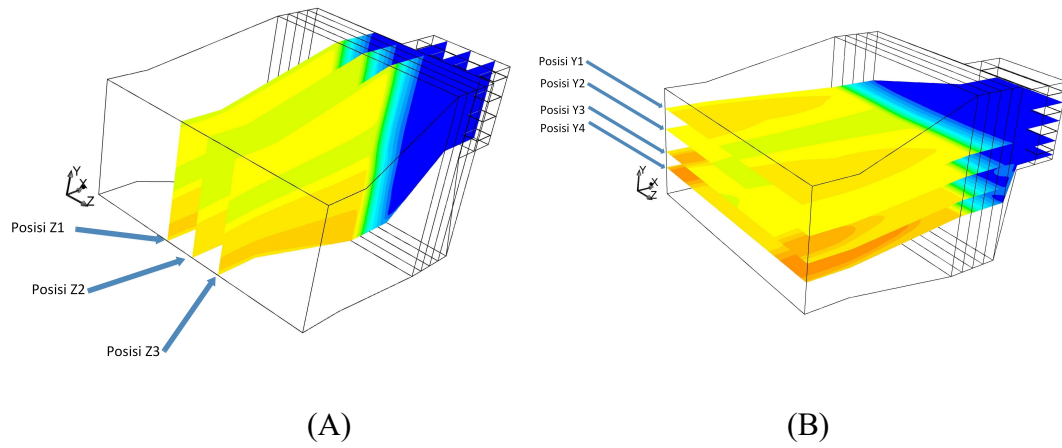 Posisi Z1
Posisi Z2
Posisi Z3
Y
X
Z
(A)
Posisi Y1
Posisi Y2
Posisi Y3
Posisi Y4
Y
X
Z
(B)